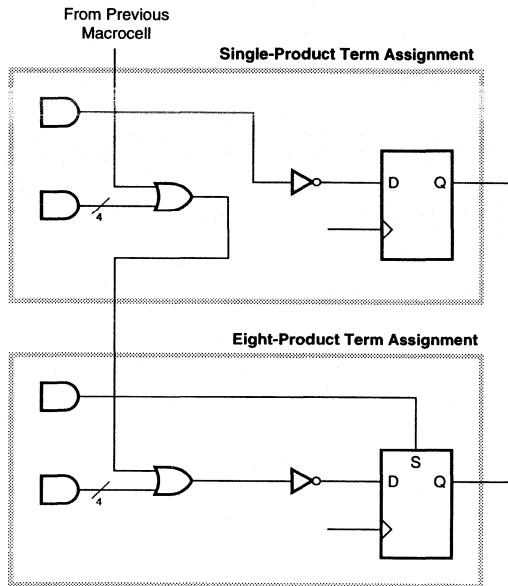 From Previous
Macrocell
Single-Product Term Assignment
D Q
4
Eight-Product Term Assignment
S
D Q
4